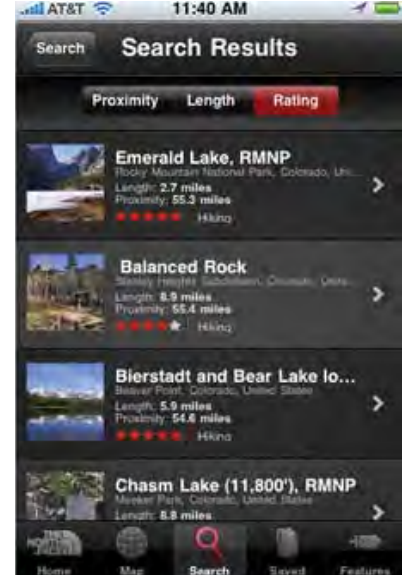 AT&T 11:40 AM
Search Search Results
Proximity Length Rating
Emerald Lake, RMNP
Rocky Mountain National Park, Colorado, Uni...
Length: 2.7 miles
Proximity: 55.3 miles
Hiking
Balanced Rock
Heights Subdivision, Colorado, Unite...
Length: 8.9 miles
Proximity: 55.4 miles
Hiking
Bierstadt and Bear Lake lo...
Beaver Point, Colorado, United States
Length: 5.9 miles
Proximity: 54.6 miles
Hiking
Chasm Lake (11,800'), RMNP
Meeker Park, Colorado, United States
Length: 8.8 miles
Home Map Search Saved Features